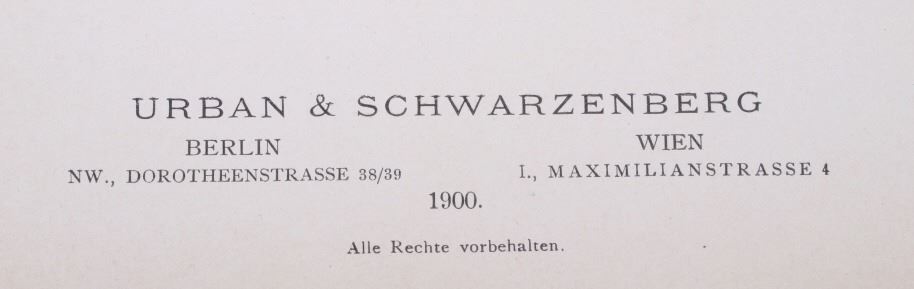 URBAN & SCHWARZENBERG
BERLIN WIEN
NW., DOROTHEENSTRASSE 38/39 I., MAXIMILIANSTRASSE 4
1900.
Alle Rechte vorbehalten.